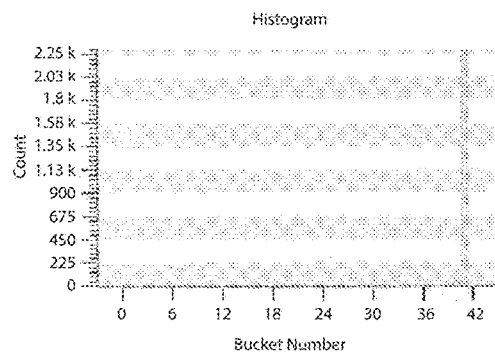 Histogram
2.25 k
2.03 k
1.8 k
1.58 k
1.35 k
1.13 k
900
675
450
225
0
Count
0 6 12 18 24 30 36 42
Bucket Number